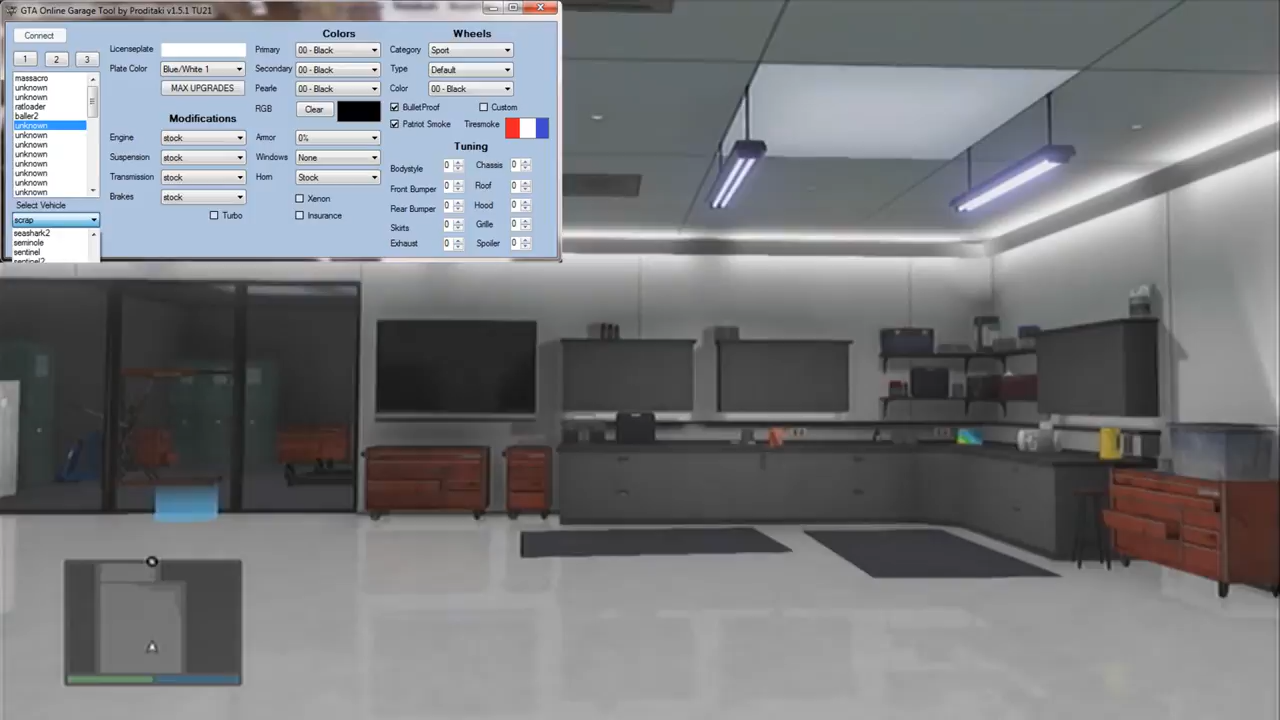 GTA Online Garage Tool by Proditaki v1.5.1 TU21
Connect
1 2 3
massacro
unknown
unknown
ratloader
baller2
unknown
unknown
unknown
unknown
unknown
unknown
unknown
unknown
Select Vehicle
scrap
seashark2
seminole
sentinel
sentinel2
Licenseplate
Plate Color Blue/White 1
MAX UPGRADES
Modifications
Engine stock
Suspension stock
Transmission stock
Brakes stock
Turbo
Colors
Primary 00 - Black
Secondary 00 - Black
Pearle 00 - Black
RGB Clear
Armor 0%
Windows None
Horn Stock
Xenon
Insurance
Wheels
Category Sport
Type Default
Color 00 - Black
BulletProof Custom
Patriot Smoke Tiresmoke
Tuning
Bodystyle 0 Chassis 0
Front Bumper 0 Roof 0
Rear Bumper 0 Hood 0
Skirts 0 Grille 0
Exhaust 0 Spoiler 0